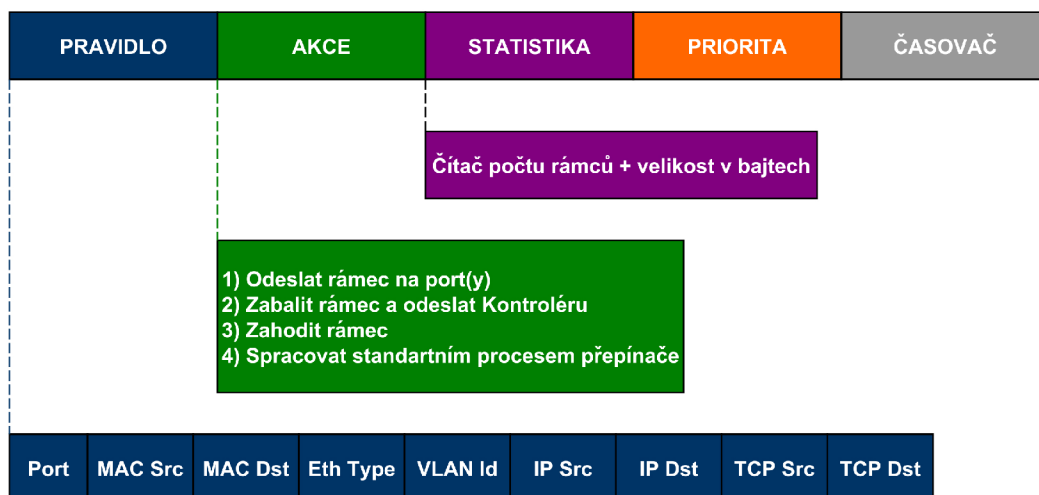 PRAVIDLO AKCE STATISTIKA PRIORITA ČASOVAČ
Čítač počtu rámců + velikost v bajtech
1) Odeslat rámec na port(y)
2) Zabalit rámec a odeslat Kontroléru
3) Zahodit rámec
4) Spracovat standartním procesem přepínače
Port MAC Src MAC Dst Eth Type VLAN Id IP Src IP Dst TCP Src TCP Dst